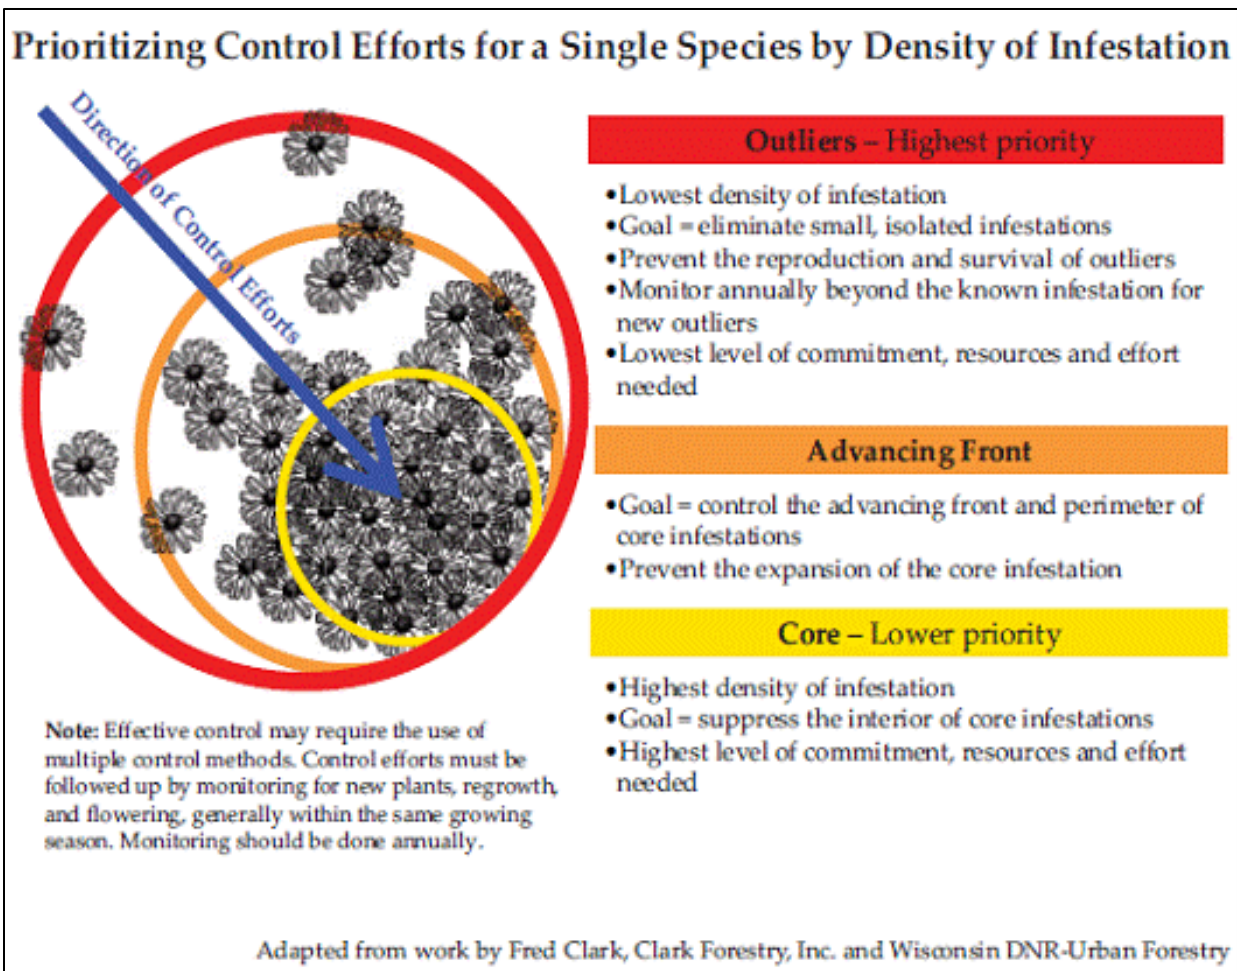 Prioritizing Control Efforts for a Single Species by Density of Infestation
Direction of Control Efforts
Outliers – Highest priority
•Lowest density of infestation
•Goal = eliminate small, isolated infestations
•Prevent the reproduction and survival of outliers
•Monitor annually beyond the known infestation for
new outliers
•Lowest level of commitment, resources and effort
needed
Advancing Front
•Goal = control the advancing front and perimeter of
core infestations
•Prevent the expansion of the core infestation
Core – Lower priority
•Highest density of infestation
•Goal = suppress the interior of core infestations
•Highest level of commitment, resources and effort
needed
Note: Effective control may require the use of
multiple control methods. Control efforts must be
followed up by monitoring for new plants, regrowth,
and flowering, generally within the same growing
season. Monitoring should be done annually.
Adapted from work by Fred Clark, Clark Forestry, Inc. and Wisconsin DNR-Urban Forestry